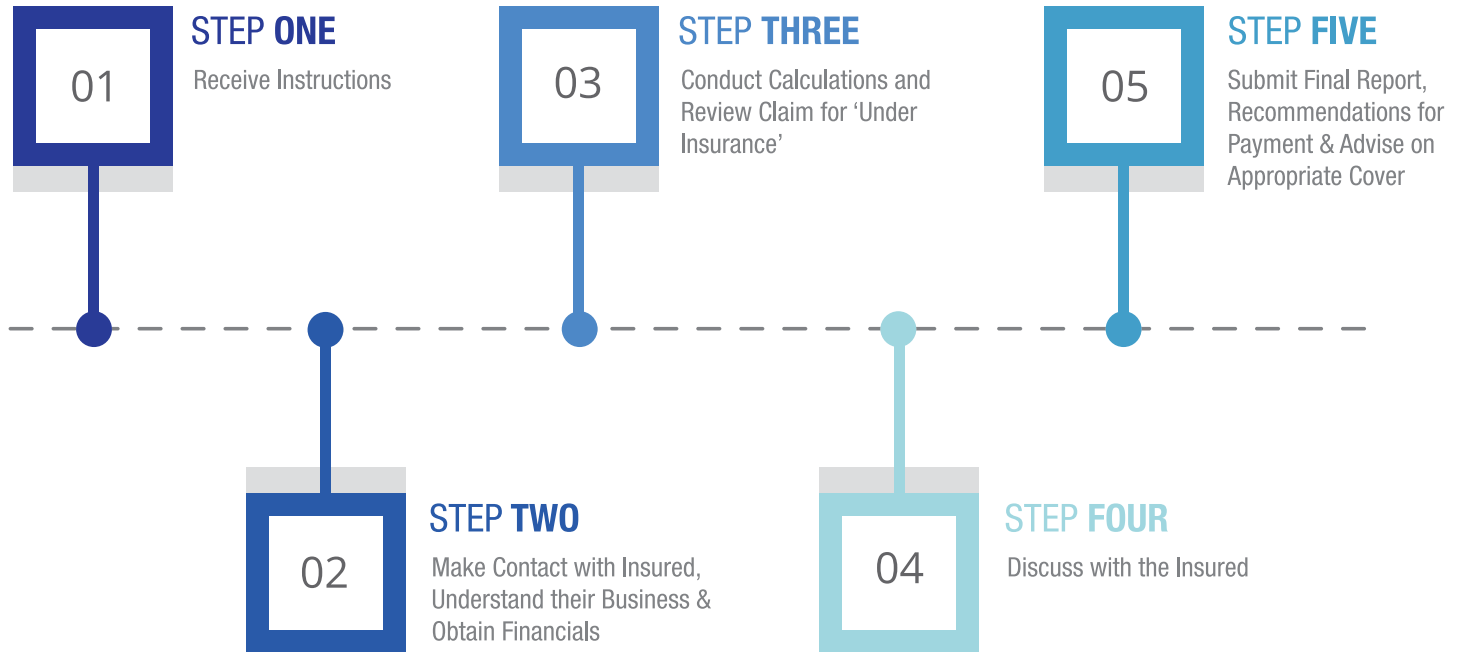 01
STEP ONE
Receive Instructions
02
STEP TWO
Make Contact with Insured,
Understand their Business &
Obtain Financials
03
STEP THREE
Conduct Calculations and
Review Claim for ‘Under
Insurance’
04
STEP FOUR
Discuss with the Insured
05
STEP FIVE
Submit Final Report,
Recommendations for
Payment & Advise on
Appropriate Cover